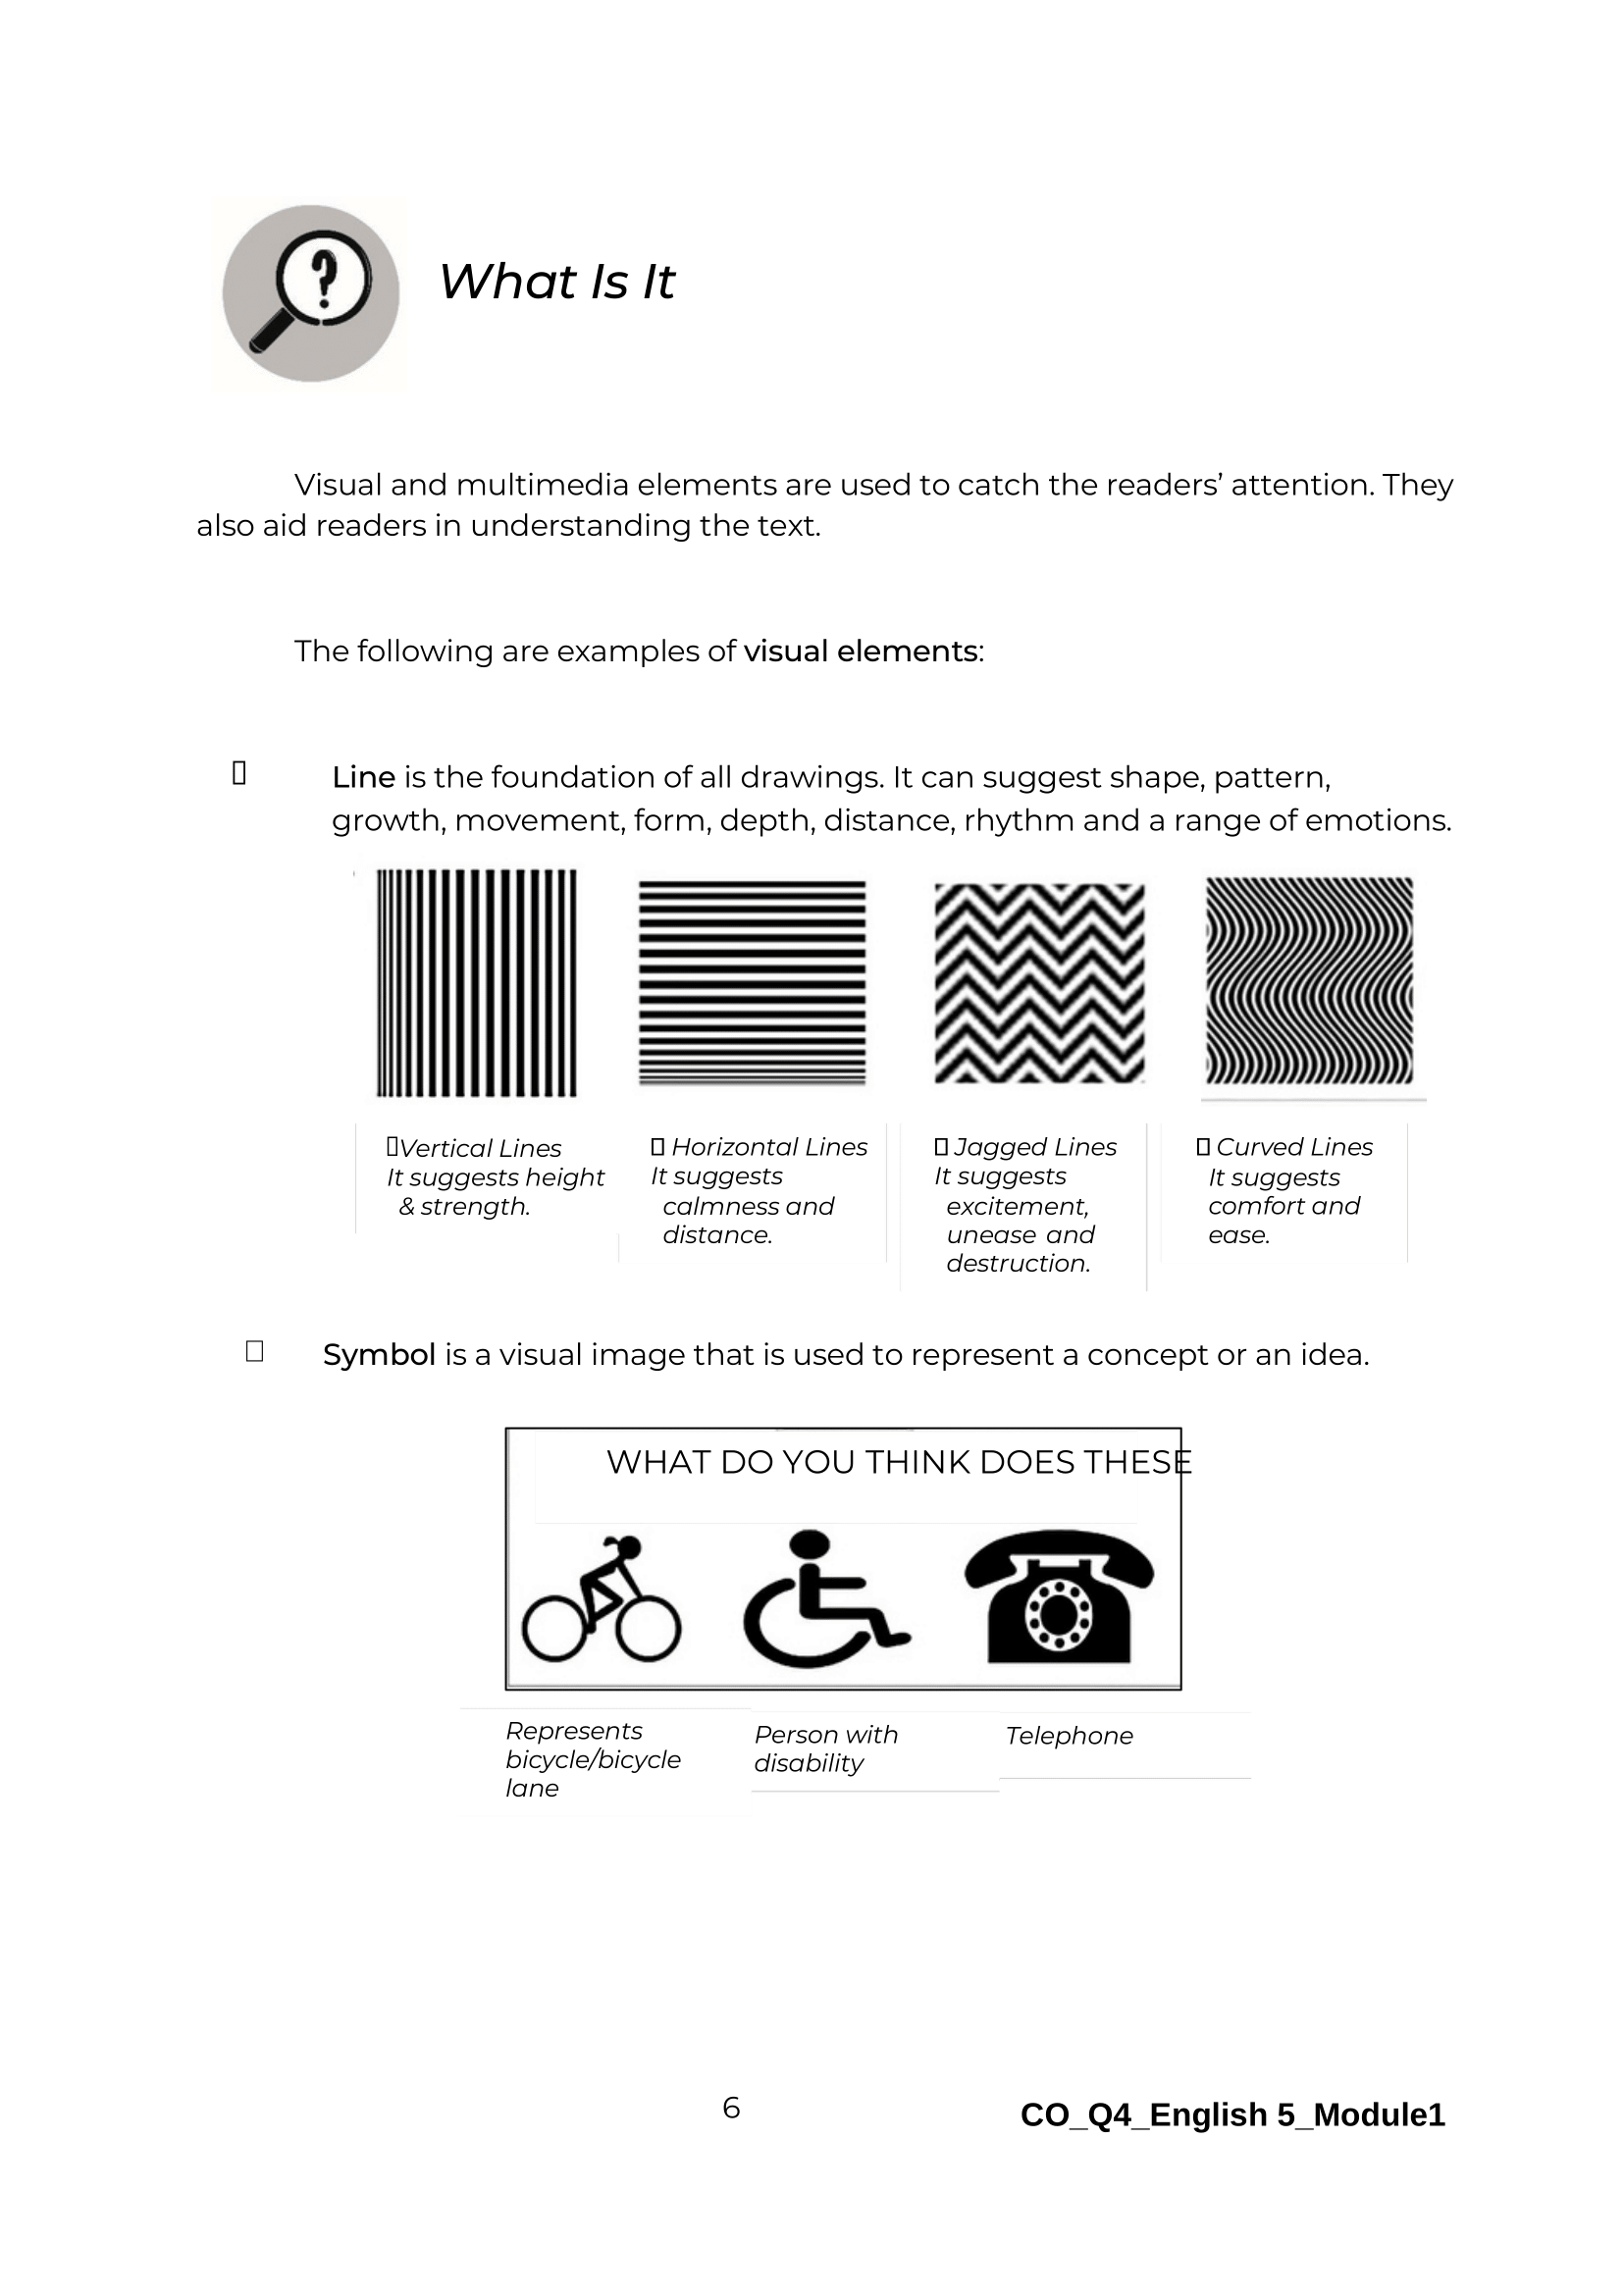 What Is It
Visual and multimedia elements are used to catch the readers’ attention. They
also aid readers in understanding the text.
The following are examples of visual elements:
Line is the foundation of all drawings. It can suggest shape, pattern,
growth, movement, form, depth, distance, rhythm and a range of emotions.
Vertical Lines
It suggests height
& strength.
Horizontal Lines
It suggests
calmness and
distance.
Jagged Lines
It suggests
excitement,
unease and
destruction.
Curved Lines
It suggests
comfort and
ease.
Symbol is a visual image that is used to represent a concept or an idea.
WHAT DO YOU THINK DOES THESE
Represents
bicycle/bicycle
lane
Person with
disability
Telephone
6
CO_Q4_English 5_Module1